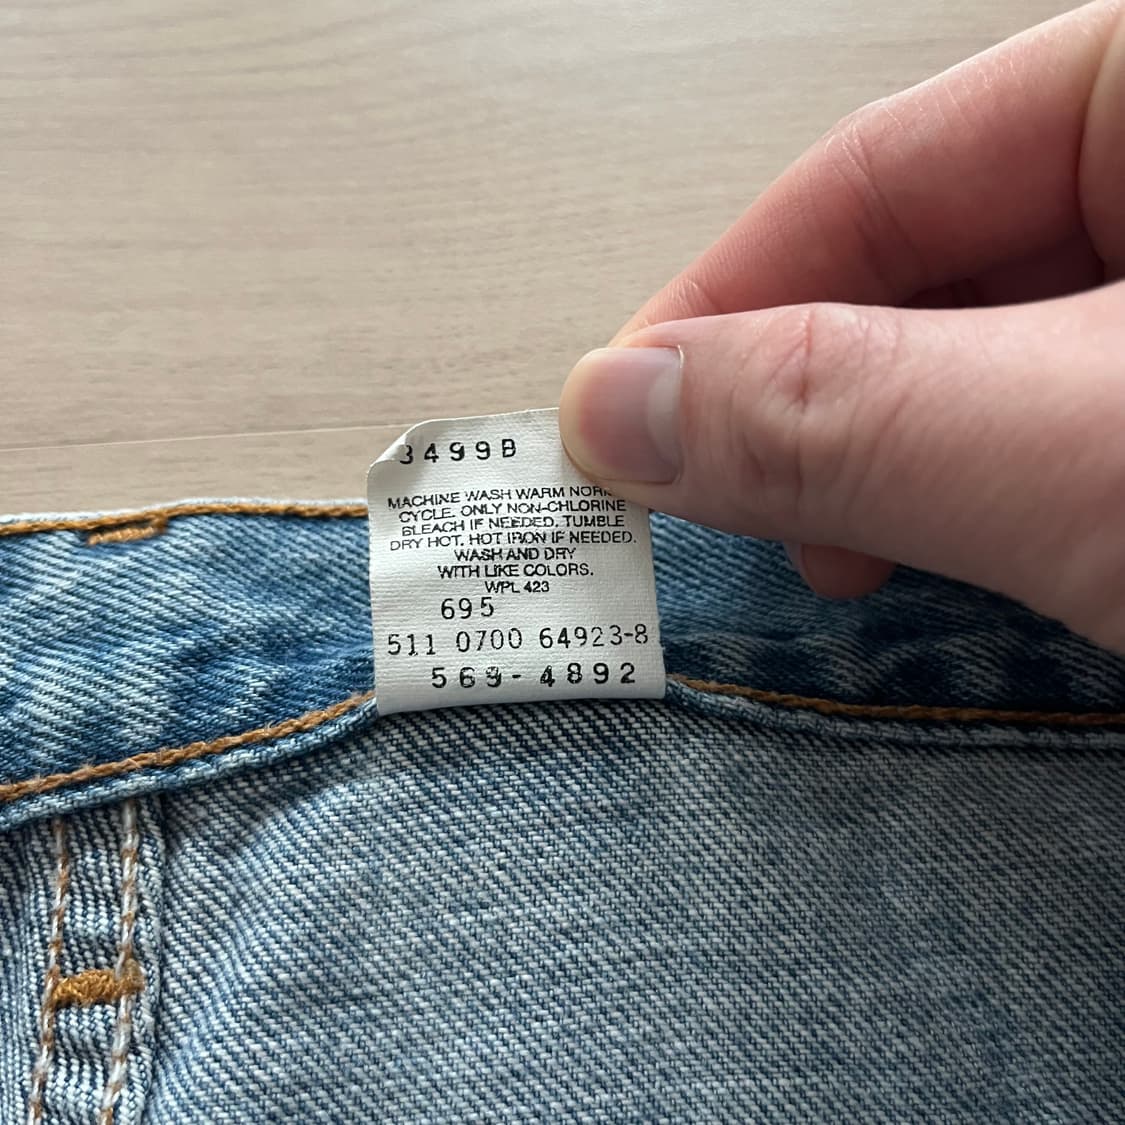 3499B
MACHINE WASH WARM
CYCLE. ONLY NON-CHLORINE
BLEACH IF NEEDED. TUMBLE
DRY HOT. HOT IRON IF NEEDED.
WASH AND DRY
WITH LIKE COLORS.
WPL 423
695
511 0700 64923-8
569-4892